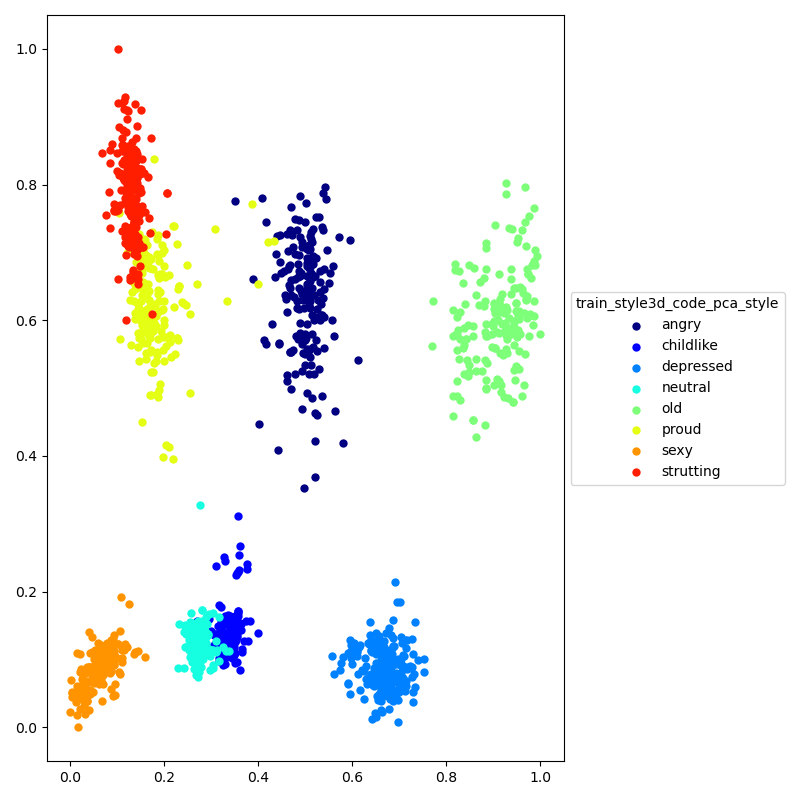 1.0
0.8
0.6
0.4
0.2
0.0
0.0 0.2 0.4 0.6 0.8 1.0
train_style3d_code_pca_style
angry
childlike
depressed
neutral
old
proud
sexy
strutting